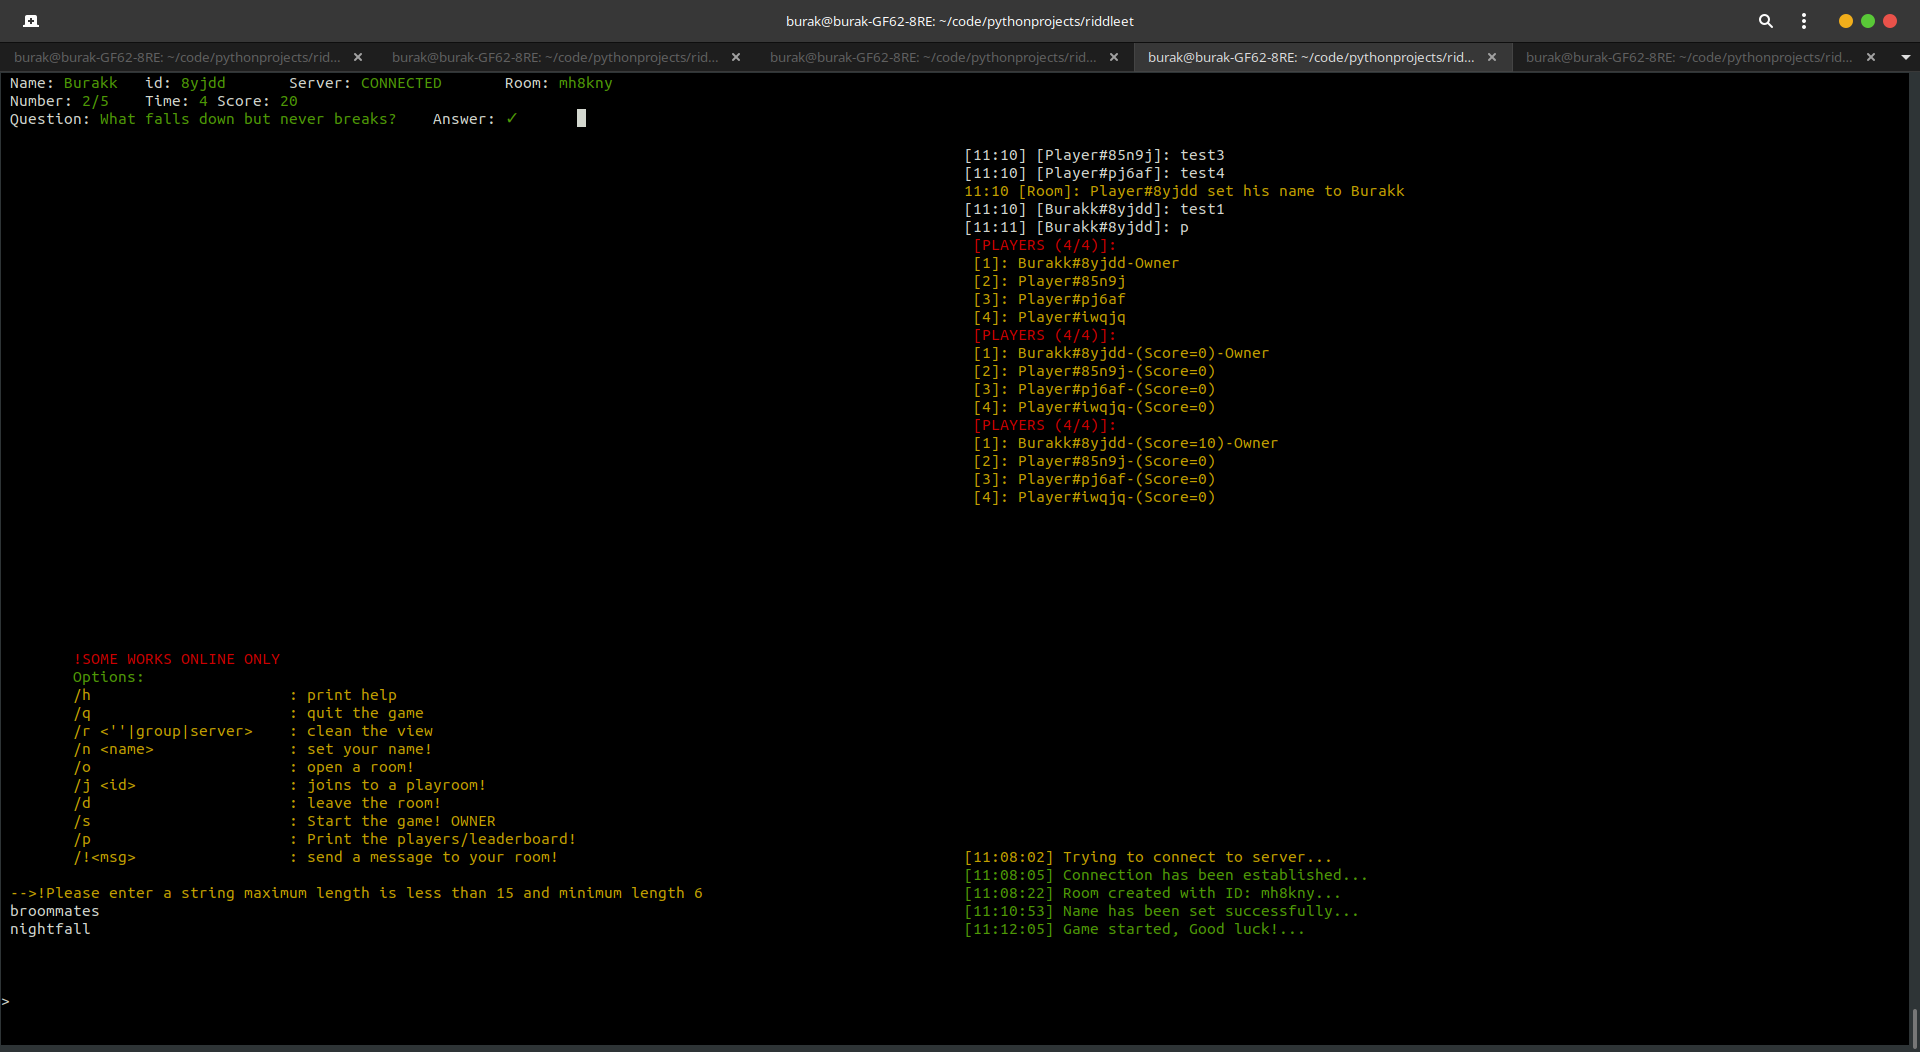 burak@burak-GF62-8RE: ~/code/pythonprojects/riddleet
burak@burak-GF62-8RE: ~/code/pythonprojects/rid... burak@burak-GF62-8RE: ~/code/pythonprojects/rid... burak@burak-GF62-8RE: ~/code/pythonprojects/rid... burak@burak-GF62-8RE: ~/code/pythonprojects/rid... burak@burak-GF62-8RE: ~/code/pythonprojects/rid...
Name: Burakk id: 8yjdd Server: CONNECTED Room: mh8kny
Number: 2/5 Time: 4 Score: 20
Question: What falls down but never breaks? Answer: ✓
[11:10] [Player#85n9j]: test3
[11:10] [Player#pj6af]: test4
11:10 [Room]: Player#8yjdd set his name to Burakk
[11:10] [Burakk#8yjdd]: test1
[11:11] [Burakk#8yjdd]: p
[PLAYERS (4/4)]:
[1]: Burakk#8yjdd-Owner
[2]: Player#85n9j
[3]: Player#pj6af
[4]: Player#iwqjq
[PLAYERS (4/4)]:
[1]: Burakk#8yjdd-(Score=0)-Owner
[2]: Player#85n9j-(Score=0)
[3]: Player#pj6af-(Score=0)
[4]: Player#iwqjq-(Score=0)
[PLAYERS (4/4)]:
[1]: Burakk#8yjdd-(Score=10)-Owner
[2]: Player#85n9j-(Score=0)
[3]: Player#pj6af-(Score=0)
[4]: Player#iwqjq-(Score=0)
!SOME WORKS ONLINE ONLY
Options:
/h : print help
/q : quit the game
/r <''|group|server> : clean the view
/n <name> : set your name!
/o : open a room!
/j <id> : joins to a playroom!
/d : leave the room!
/s : Start the game! OWNER
/p : Print the players/leaderboard!
/!<msg> : send a message to your room!
-->!Please enter a string maximum length is less than 15 and minimum length 6
broommates
nightfall
[11:08:02] Trying to connect to server...
[11:08:05] Connection has been established...
[11:08:22] Room created with ID: mh8kny...
[11:10:53] Name has been set successfully...
[11:12:05] Game started, Good luck!...
>